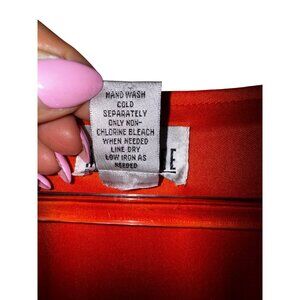 HAND WASH
COLD
SEPARATELY
ONLY NON-
CHLORINE BLEACH
WHEN NEEDED
LINE DRY
LOW IRON AS
NEEDED
E